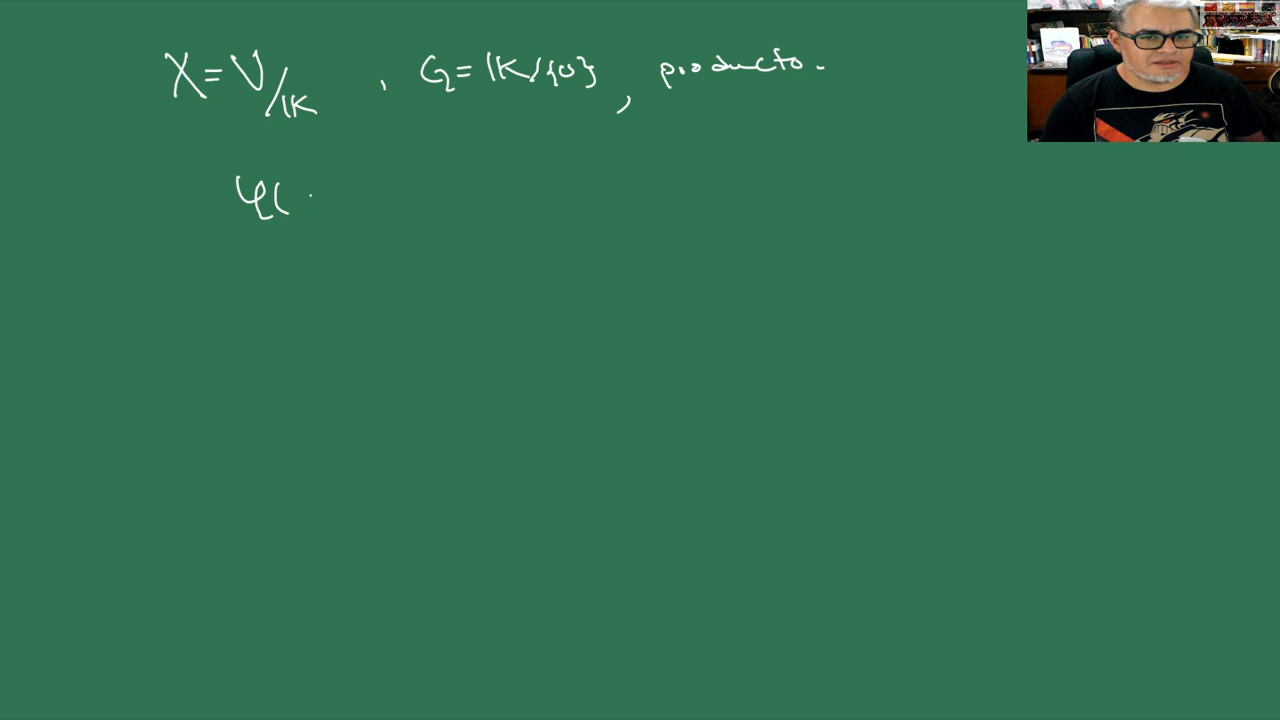 X = V/𝕂 , G = 𝕂/{0} , producto.
φ( .